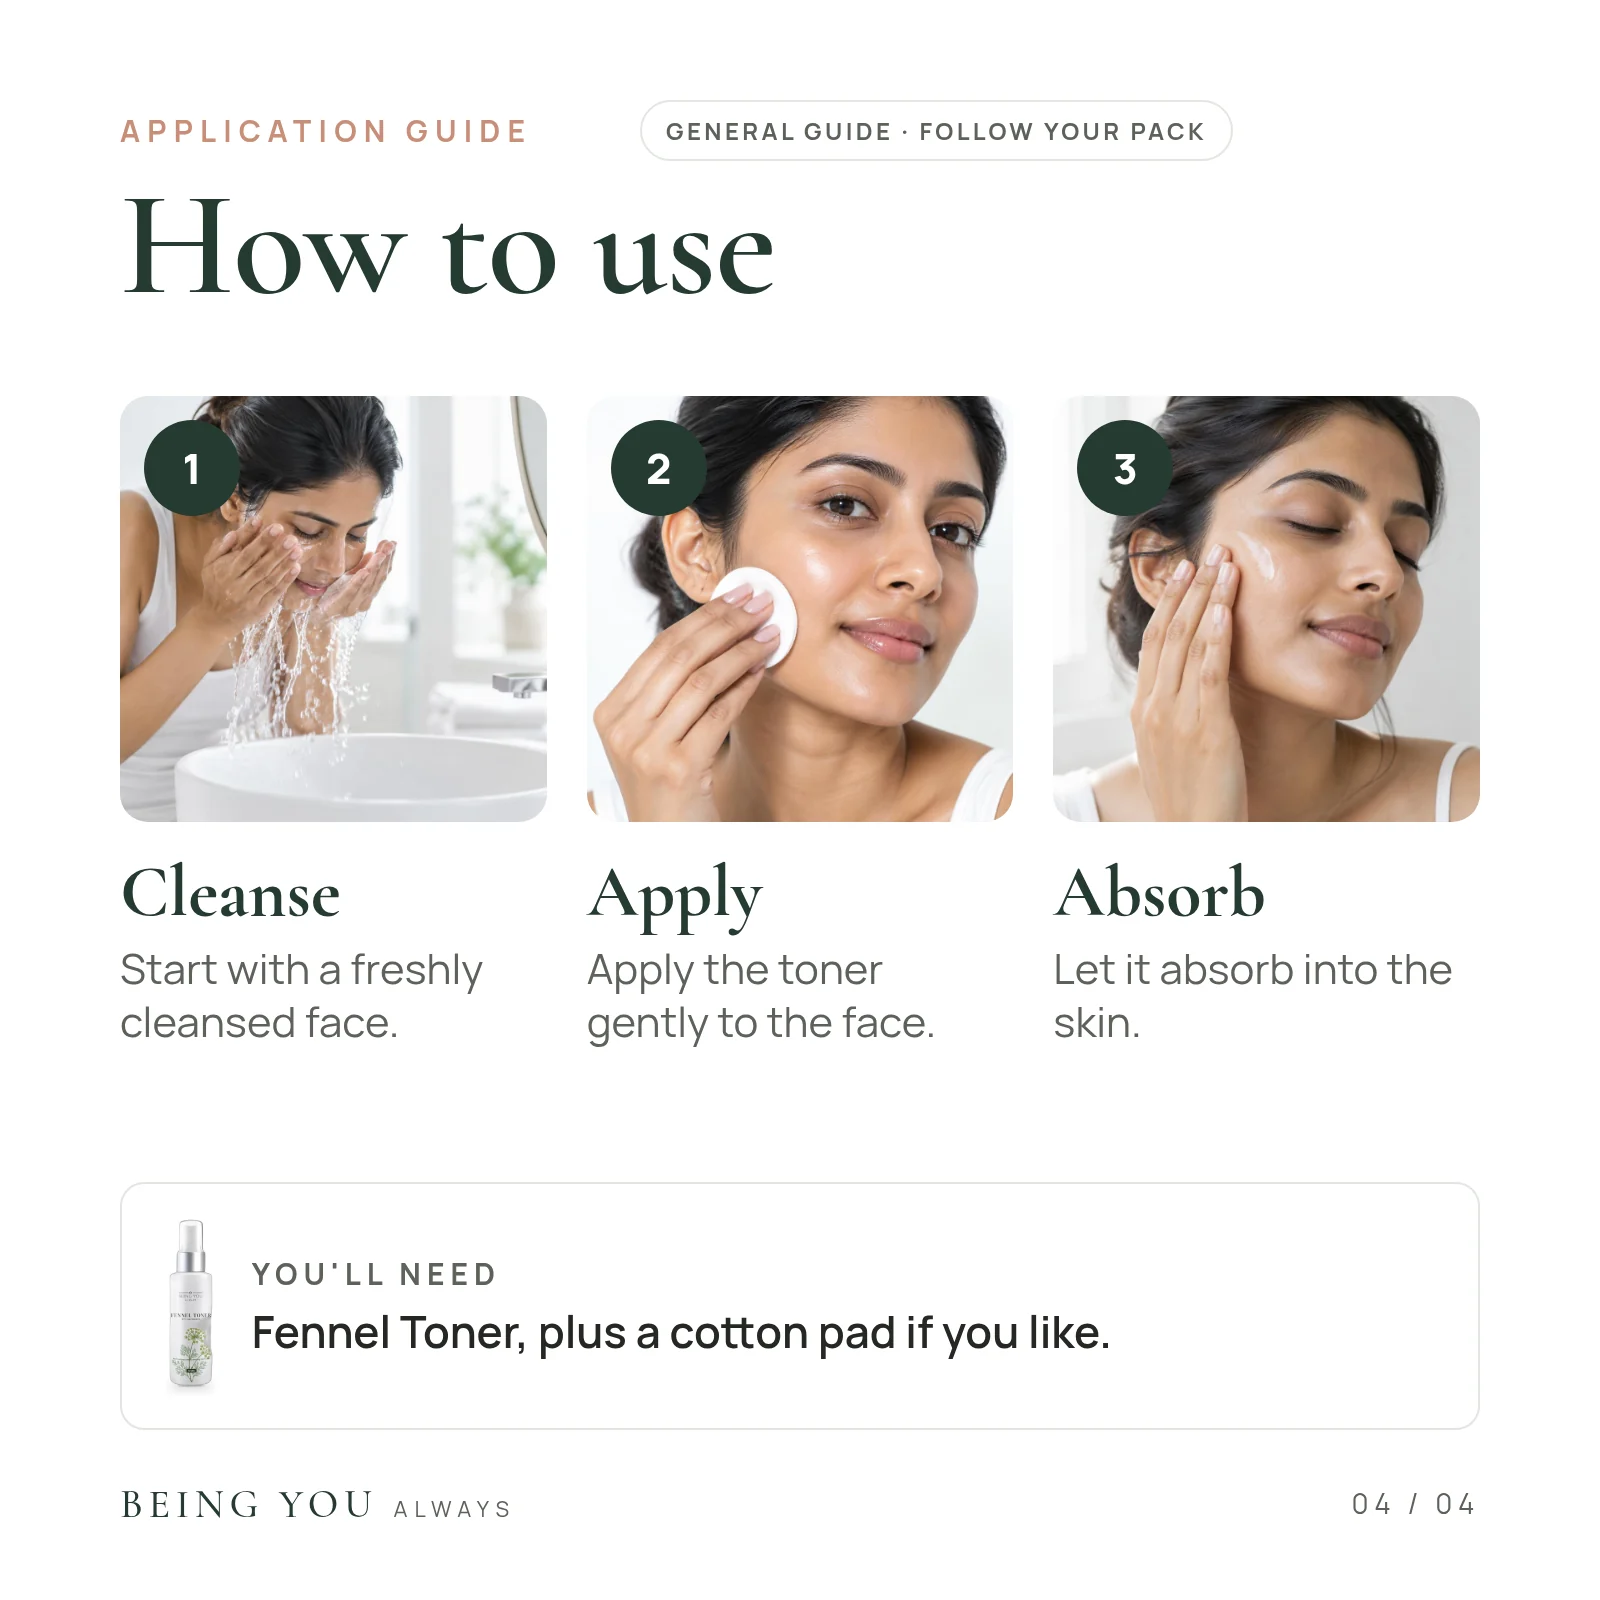 APPLICATION GUIDE
GENERAL GUIDE · FOLLOW YOUR PACK
How to use
1
2
3
Cleanse
Start with a freshly
cleansed face.
Apply
Apply the toner
gently to the face.
Absorb
Let it absorb into the
skin.
FENNEL TONER
YOU'LL NEED
Fennel Toner, plus a cotton pad if you like.
BEING YOU ALWAYS
04 / 04